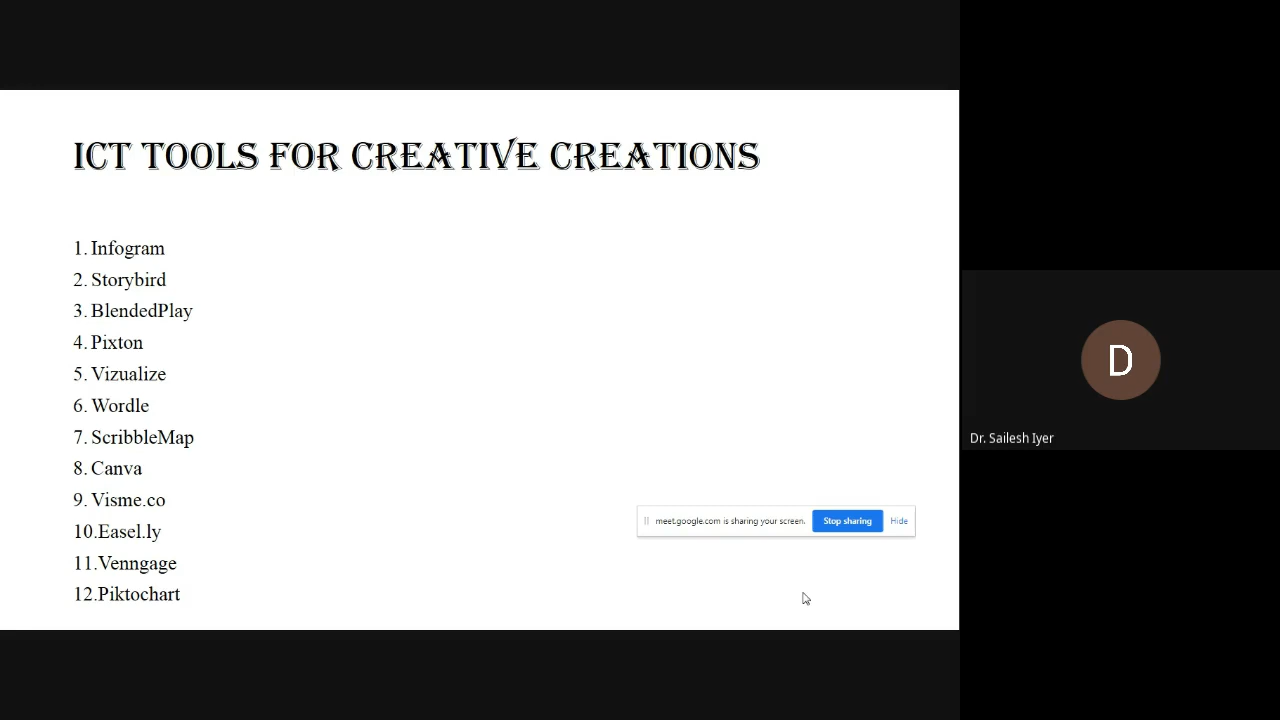 ICT TOOLS FOR CREATIVE CREATIONS
1. Infogram
2. Storybird
3. BlendedPlay
4. Pixton
5. Vizualize
6. Wordle
7. ScribbleMap
8. Canva
9. Visme.co
10.Easel.ly
11.Venngage
12.Piktochart
meet.google.com is sharing your screen. Stop sharing Hide
D
Dr. Sailesh Iyer